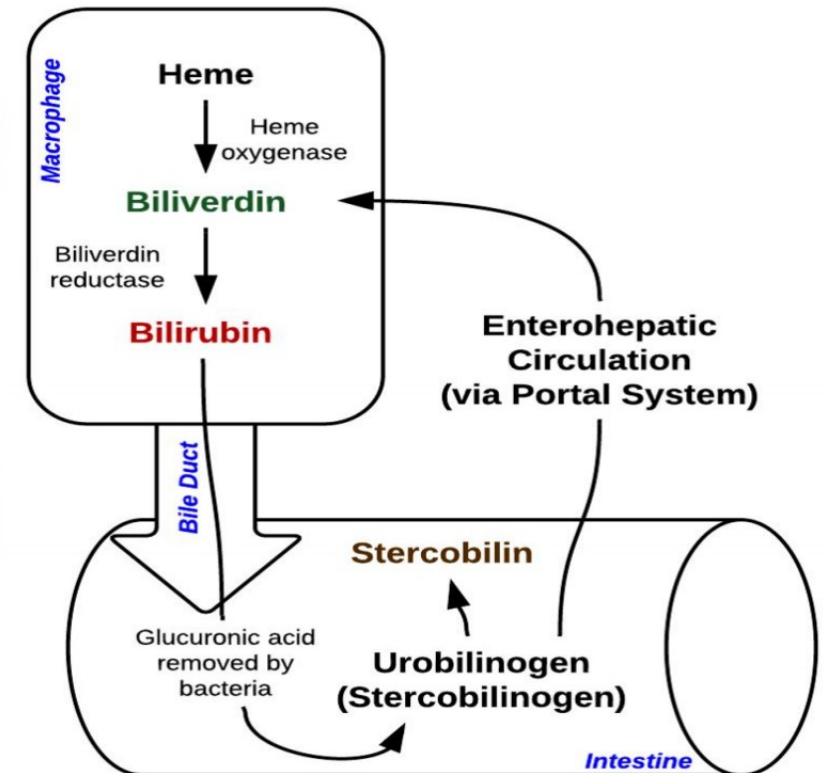 Macrophage
Heme
Heme
oxygenase
Biliverdin
Biliverdin
reductase
Bilirubin
Enterohepatic
Circulation
(via Portal System)
Bile Duct
Stercobilin
Glucuronic acid
removed by
bacteria
Urobilinogen
(Stercobilinogen)
Intestine